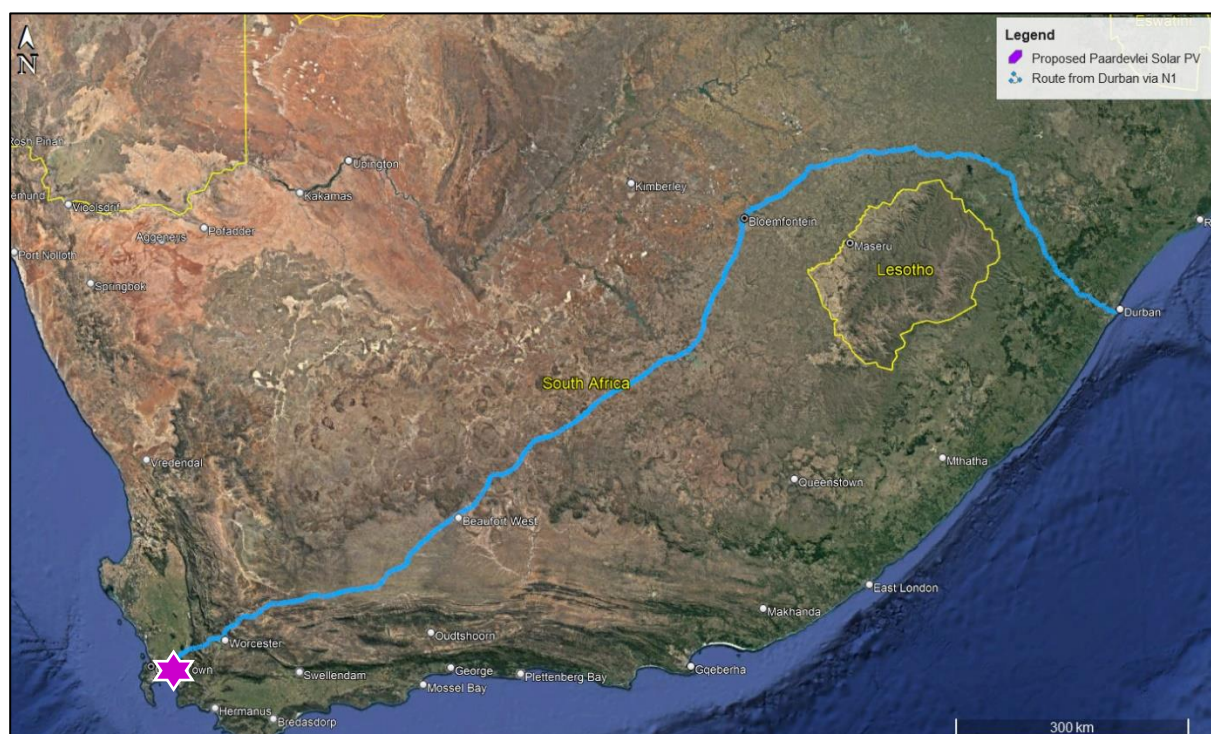 Eswatini
Legend
Proposed Paardevlei Solar PV
Route from Durban via N1
N
Rosh Pinah
Upington
Kimberley
Vioolsdrif
Kakamas
Pofadder
Aggeneys
Bloemfontein
Maseru
Lesotho
Port Nolloth
Springbok
Durban
South Africa
Vredendal
Queenstown
Mthatha
Beaufort West
East London
Makhanda
Worcester
Oudtshoorn
Swellendam
George
Plettenberg Bay
Gqeberha
Mossel Bay
Hermanus
Bredasdorp
300 km